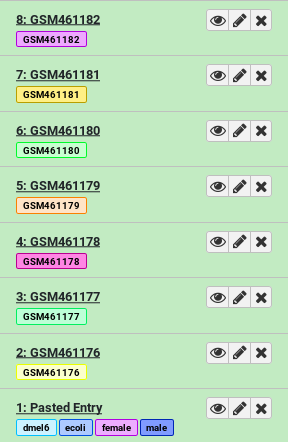 8: GSM461182
GSM461182
7: GSM461181
GSM461181
6: GSM461180
GSM461180
5: GSM461179
GSM461179
4: GSM461178
GSM461178
3: GSM461177
GSM461177
2: GSM461176
GSM461176
1: Pasted Entry
dmel6 ecoli female male